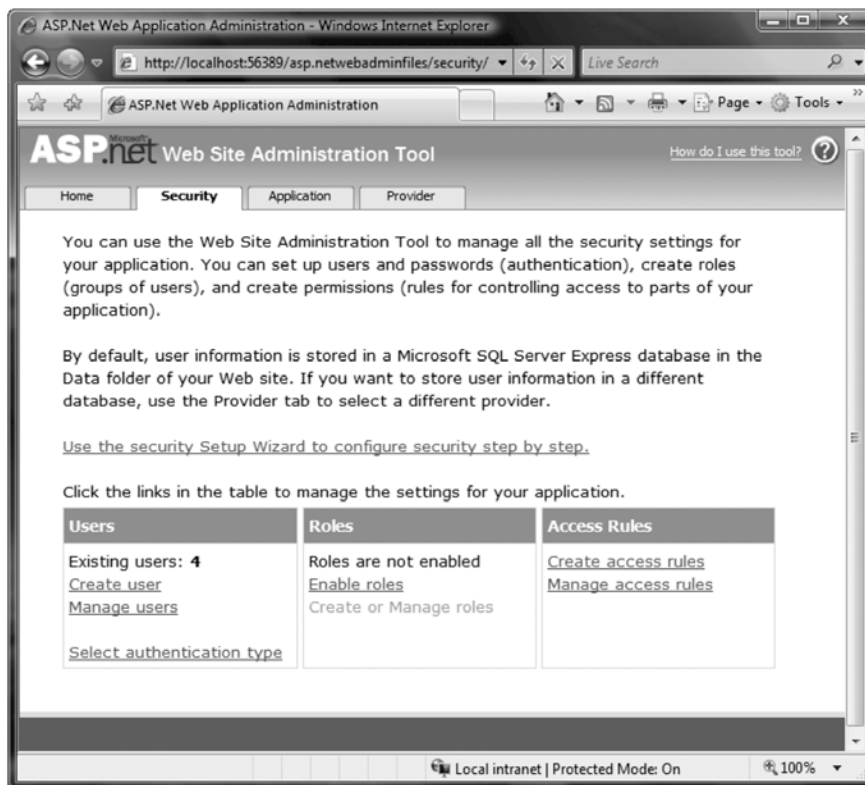 ASP.Net Web Application Administration - Windows Internet Explorer
http://localhost:56389/asp.netwebadminfiles/security/
Live Search
ASP.Net Web Application Administration
Page
Tools
Microsoft
ASP.net Web Site Administration Tool
How do I use this tool? ?
Home Security Application Provider
You can use the Web Site Administration Tool to manage all the security settings for
your application. You can set up users and passwords (authentication), create roles
(groups of users), and create permissions (rules for controlling access to parts of your
application).
By default, user information is stored in a Microsoft SQL Server Express database in the
Data folder of your Web site. If you want to store user information in a different
database, use the Provider tab to select a different provider.
Use the security Setup Wizard to configure security step by step.
Click the links in the table to manage the settings for your application.
Users
Existing users: 4
Create user
Manage users
Select authentication type
Roles
Roles are not enabled
Enable roles
Create or Manage roles
Access Rules
Create access rules
Manage access rules
Local intranet | Protected Mode: On
100%